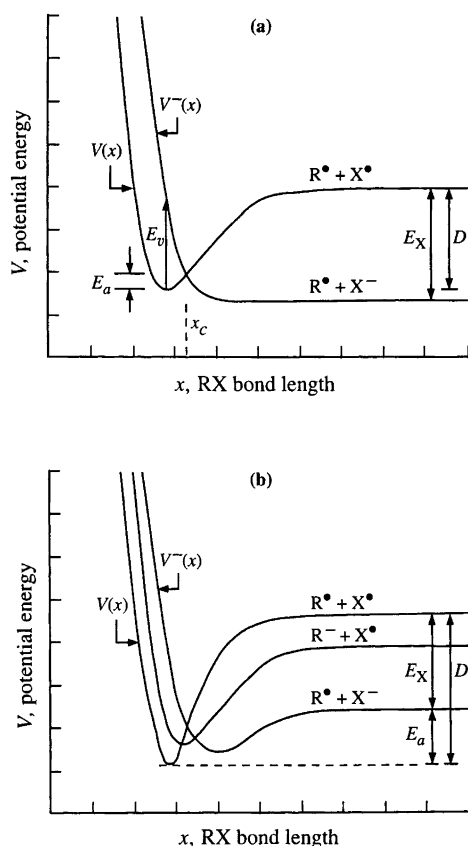 (a)
V⁻(x)
V(x)
R• + X•
E_v
E_X
D
E_a
R• + X⁻
x_c
V, potential energy
x, RX bond length
(b)
V⁻(x)
V(x)
R• + X•
R⁻ + X•
E_X
D
R• + X⁻
E_a
V, potential energy
x, RX bond length